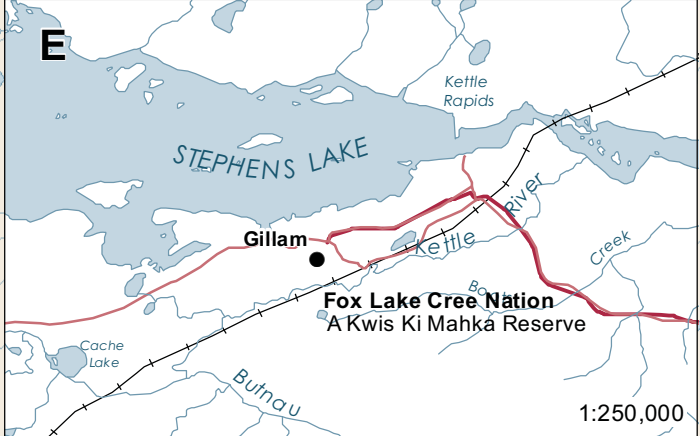 E
Kettle
Rapids
STEPHENS LAKE
River
Gillam
Kettle
Creek
Fox Lake Cree Nation
A Kwis Ki Mahka Reserve
Cache
Lake
Butnau
1:250,000